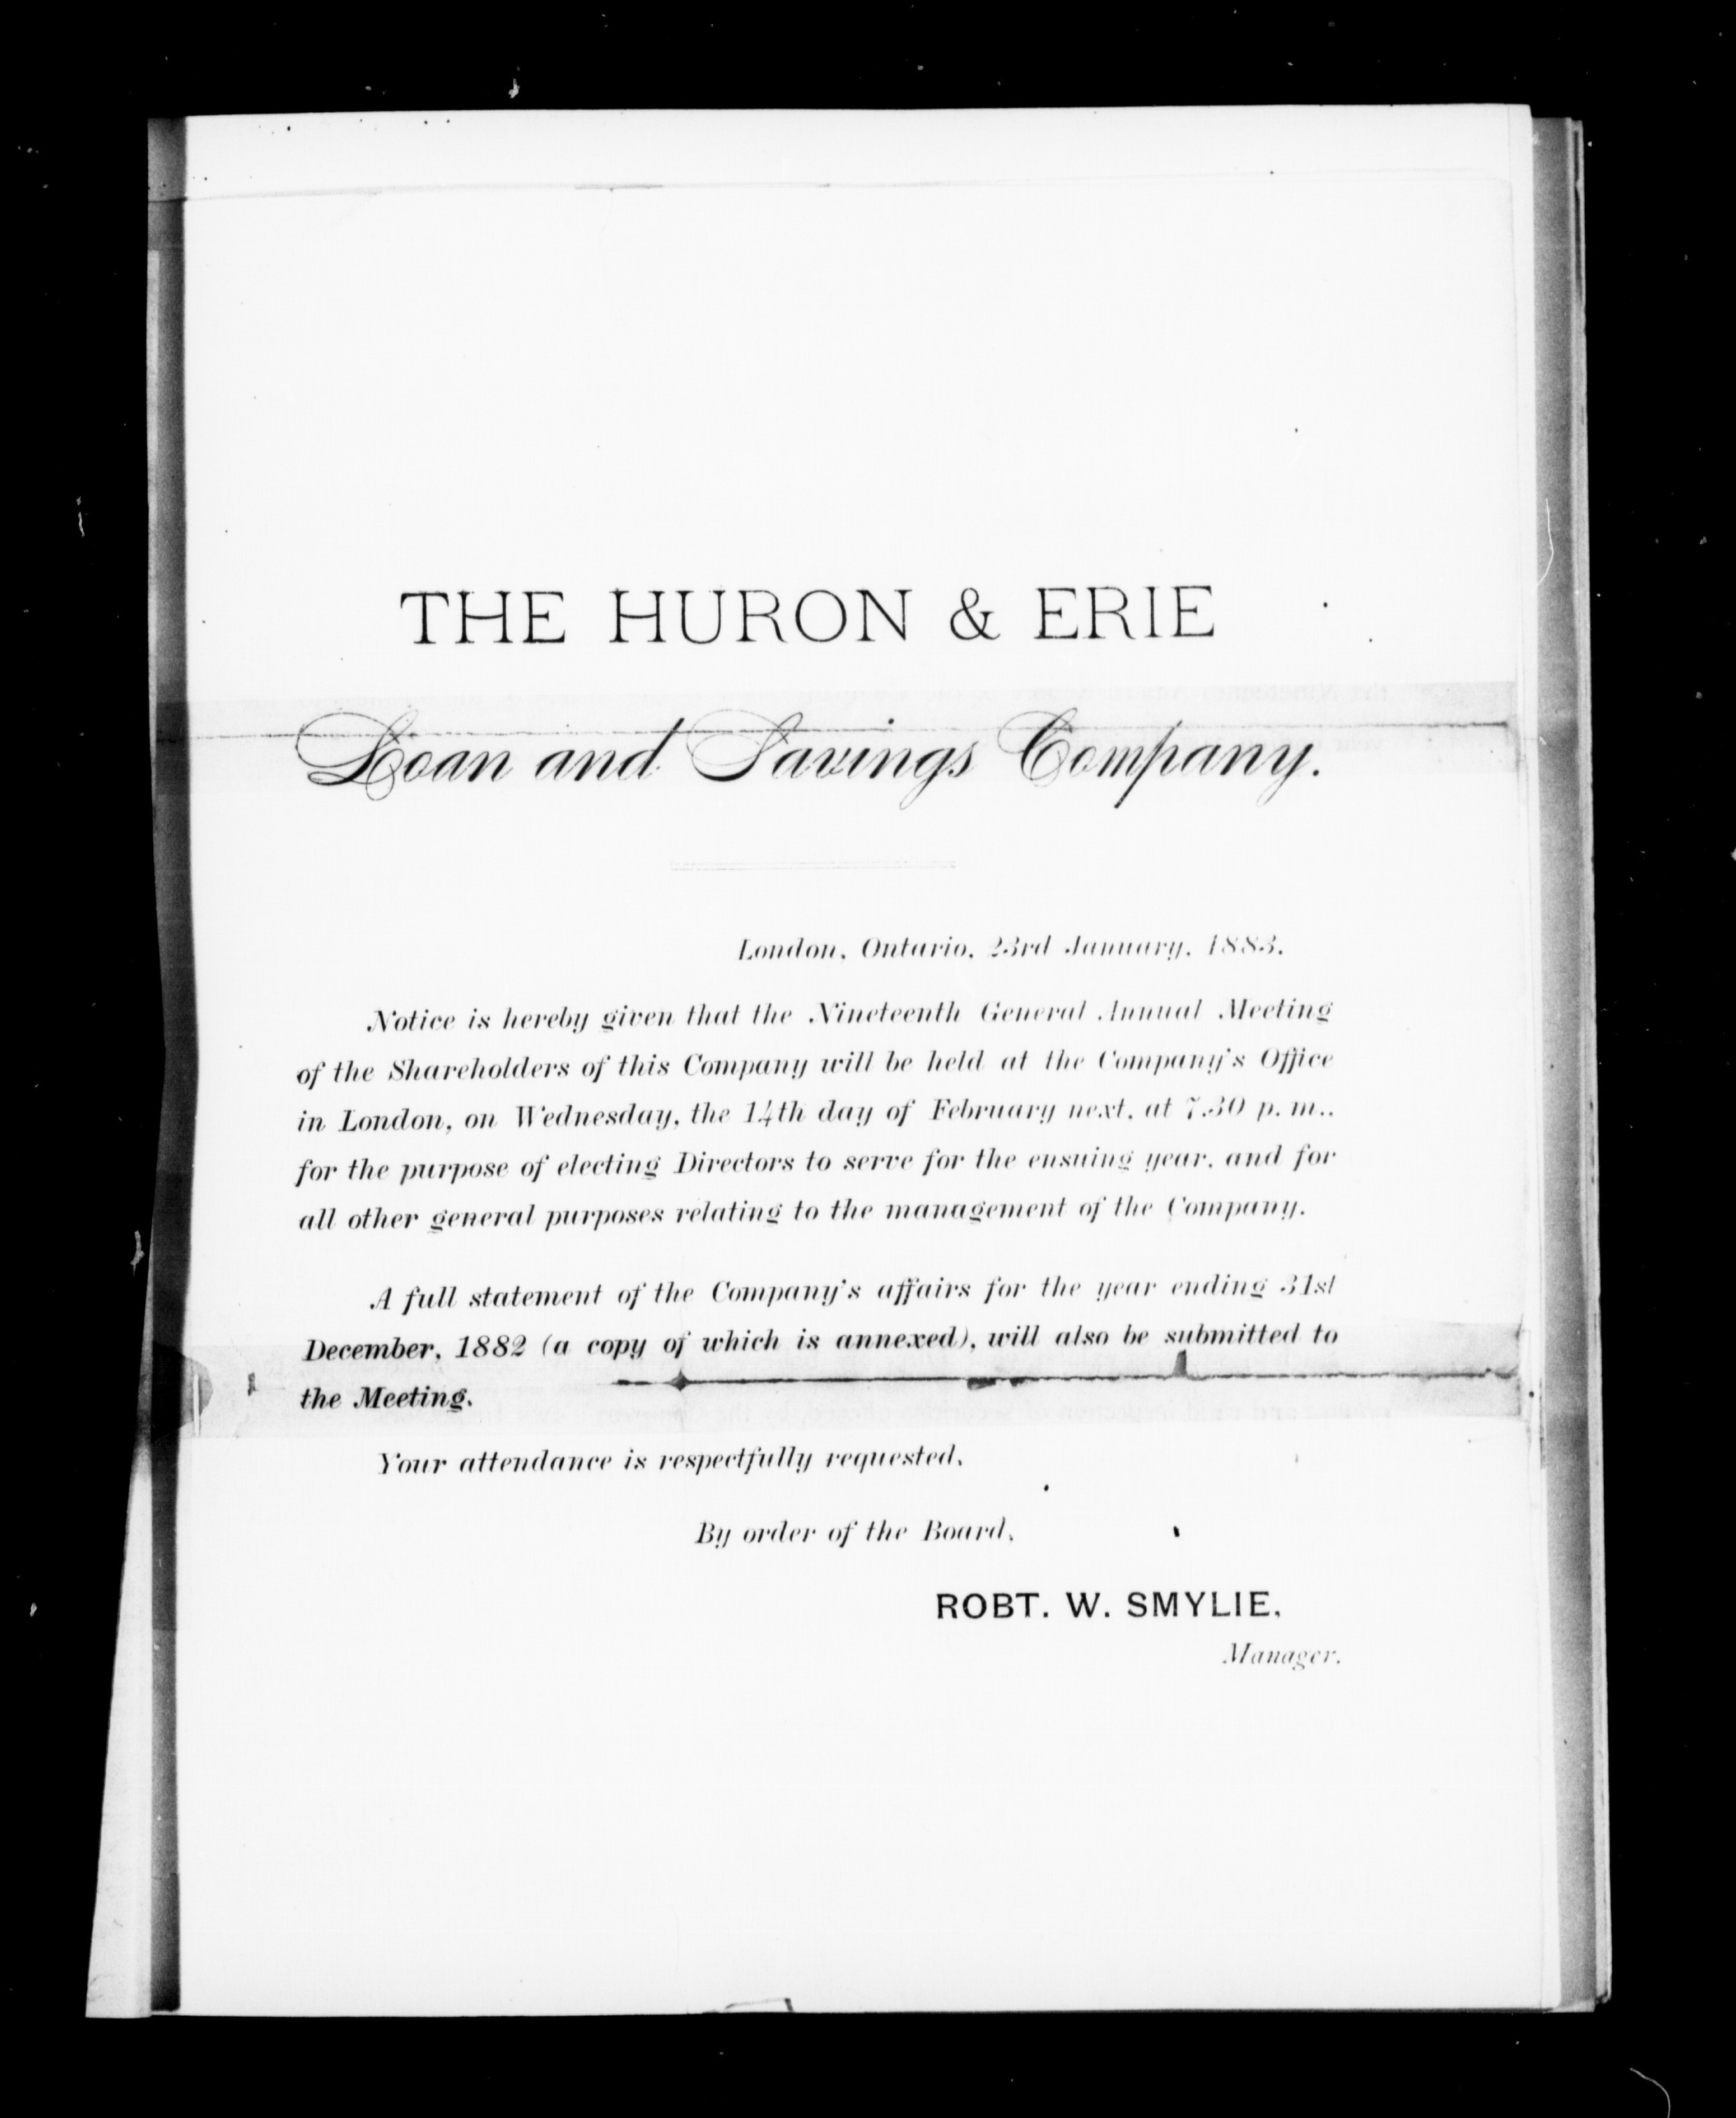 THE HURON & ERIE
Loan and Savings Company.
London, Ontario, 23rd January, 1883.
Notice is hereby given that the Nineteenth General Annual Meeting
of the Shareholders of this Company will be held at the Company's Office
in London, on Wednesday, the 14th day of February next, at 7.30 p. m.,
for the purpose of electing Directors to serve for the ensuing year, and for
all other general purposes relating to the management of the Company.
A full statement of the Company's affairs for the year ending 31st
December, 1882 (a copy of which is annexed), will also be submitted to
the Meeting.
Your attendance is respectfully requested.
By order of the Board,
ROBT. W. SMYLIE,
Manager.